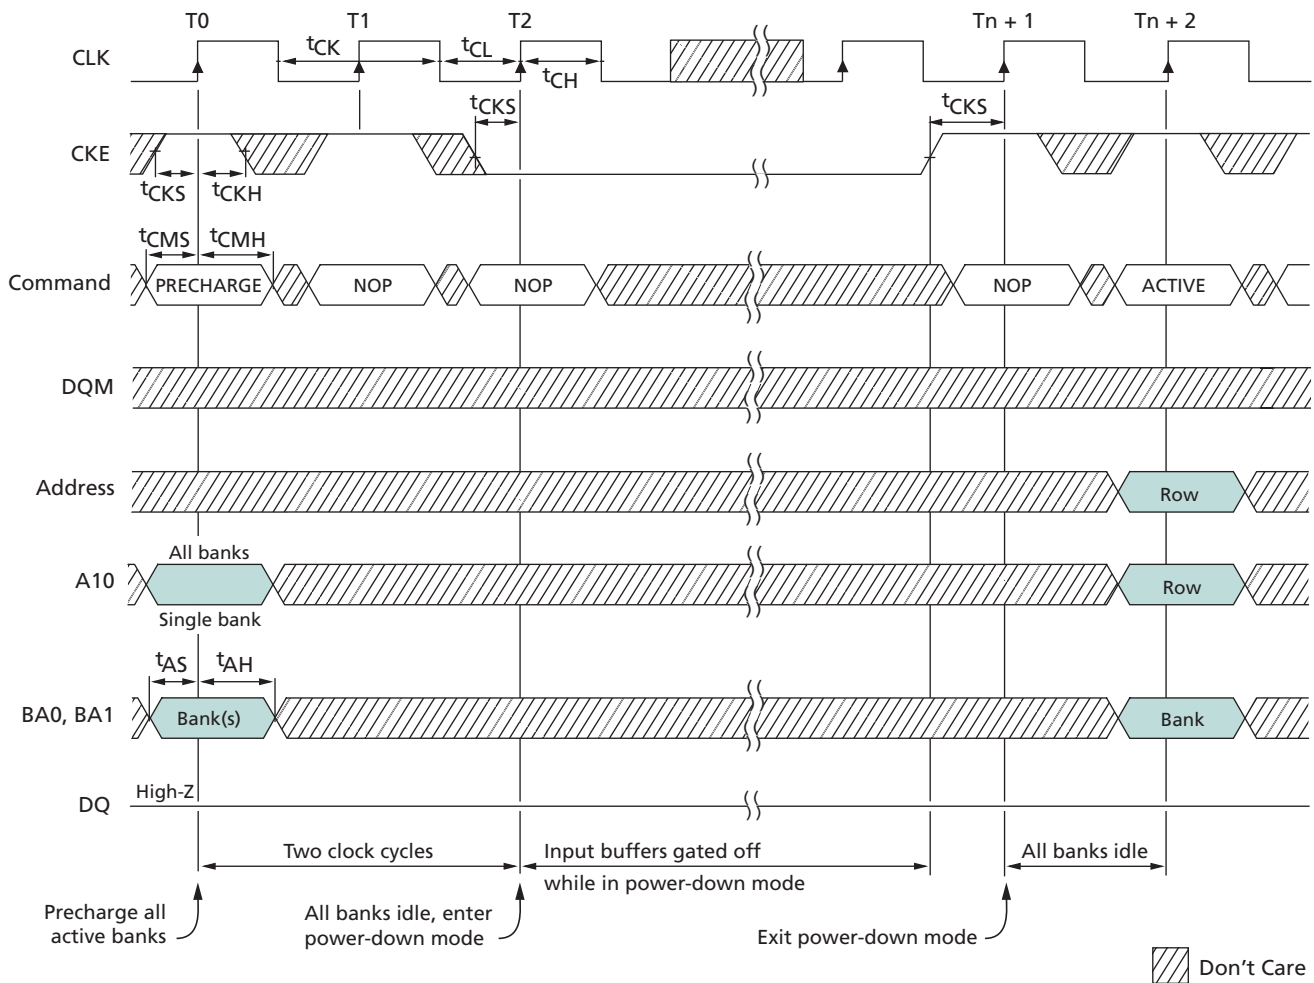 T0 T1 T2 Tn + 1 Tn + 2
CLK
tCK tCL
tCH
tCKS tCKS
CKE
tCKS tCKH
tCMS tCMH
Command PRECHARGE NOP NOP NOP ACTIVE
DQM
Address Row
All banks
A10 Row
Single bank
tAS tAH
BA0, BA1 Bank(s) Bank
High-Z
DQ
Two clock cycles Input buffers gated off All banks idle
while in power-down mode
Precharge all All banks idle, enter
active banks power-down mode Exit power-down mode
Don't Care